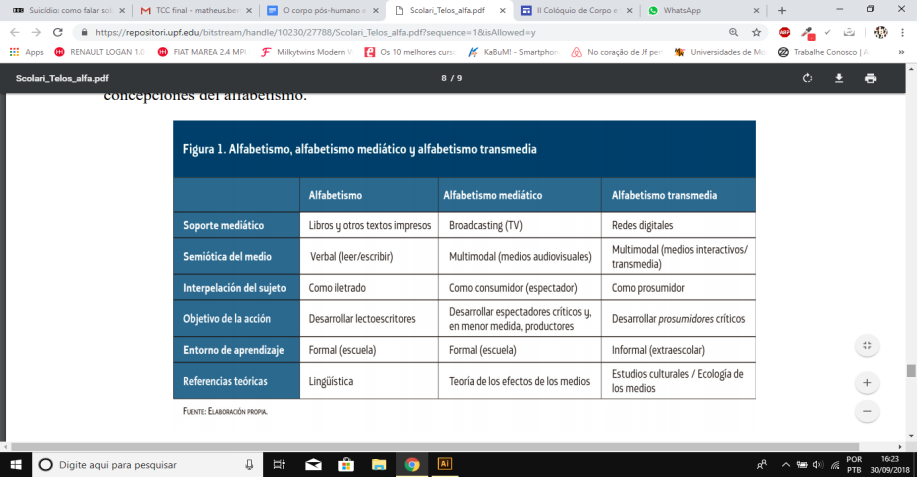 Suicídio: como falar so
TCC final - matheus.be
O corpo pós-humano e
Scolari_Telos_alfa.pdf
II Colóquio de Corpo e
WhatsApp
https://repositori.upf.edu/bitstream/handle/10230/27788/Scolari_Telos_alfa.pdf?sequence=1&isAllowed=y
Apps
RENAULT LOGAN 1.0
FIAT MAREA 2.4 MPI
Milkytwins Modern V
Os 10 melhores curs
KaBuM! - Smartphon
No coração de Jf per
Universidades de Mo
Trabalhe Conosco | A
Scolari_Telos_alfa.pdf
8 / 9
concepciones del alfabetismo.
Figura 1. Alfabetismo, alfabetismo mediático y alfabetismo transmedia
Alfabetismo
Alfabetismo mediático
Alfabetismo transmedia
Soporte mediático
Libros y otros textos impresos
Broadcasting (TV)
Redes digitales
Semiótica del medio
Verbal (leer/escribir)
Multimodal (medios audiovisuales)
Multimodal (medios interactivos/
transmedia)
Interpelación del sujeto
Como iletrado
Como consumidor (espectador)
Como prosumidor
Objetivo de la acción
Desarrollar lectoescritores
Desarrollar espectadores críticos y,
en menor medida, productores
Desarrollar prosumidores críticos
Entorno de aprendizaje
Formal (escuela)
Formal (escuela)
Informal (extraescolar)
Referencias teóricas
Lingüística
Teoría de los efectos de los medios
Estudios culturales / Ecología de
los medios
FUENTE: ELABORACIÓN PROPIA.
Digite aqui para pesquisar
Ai
POR
PTB
16:23
30/09/2018